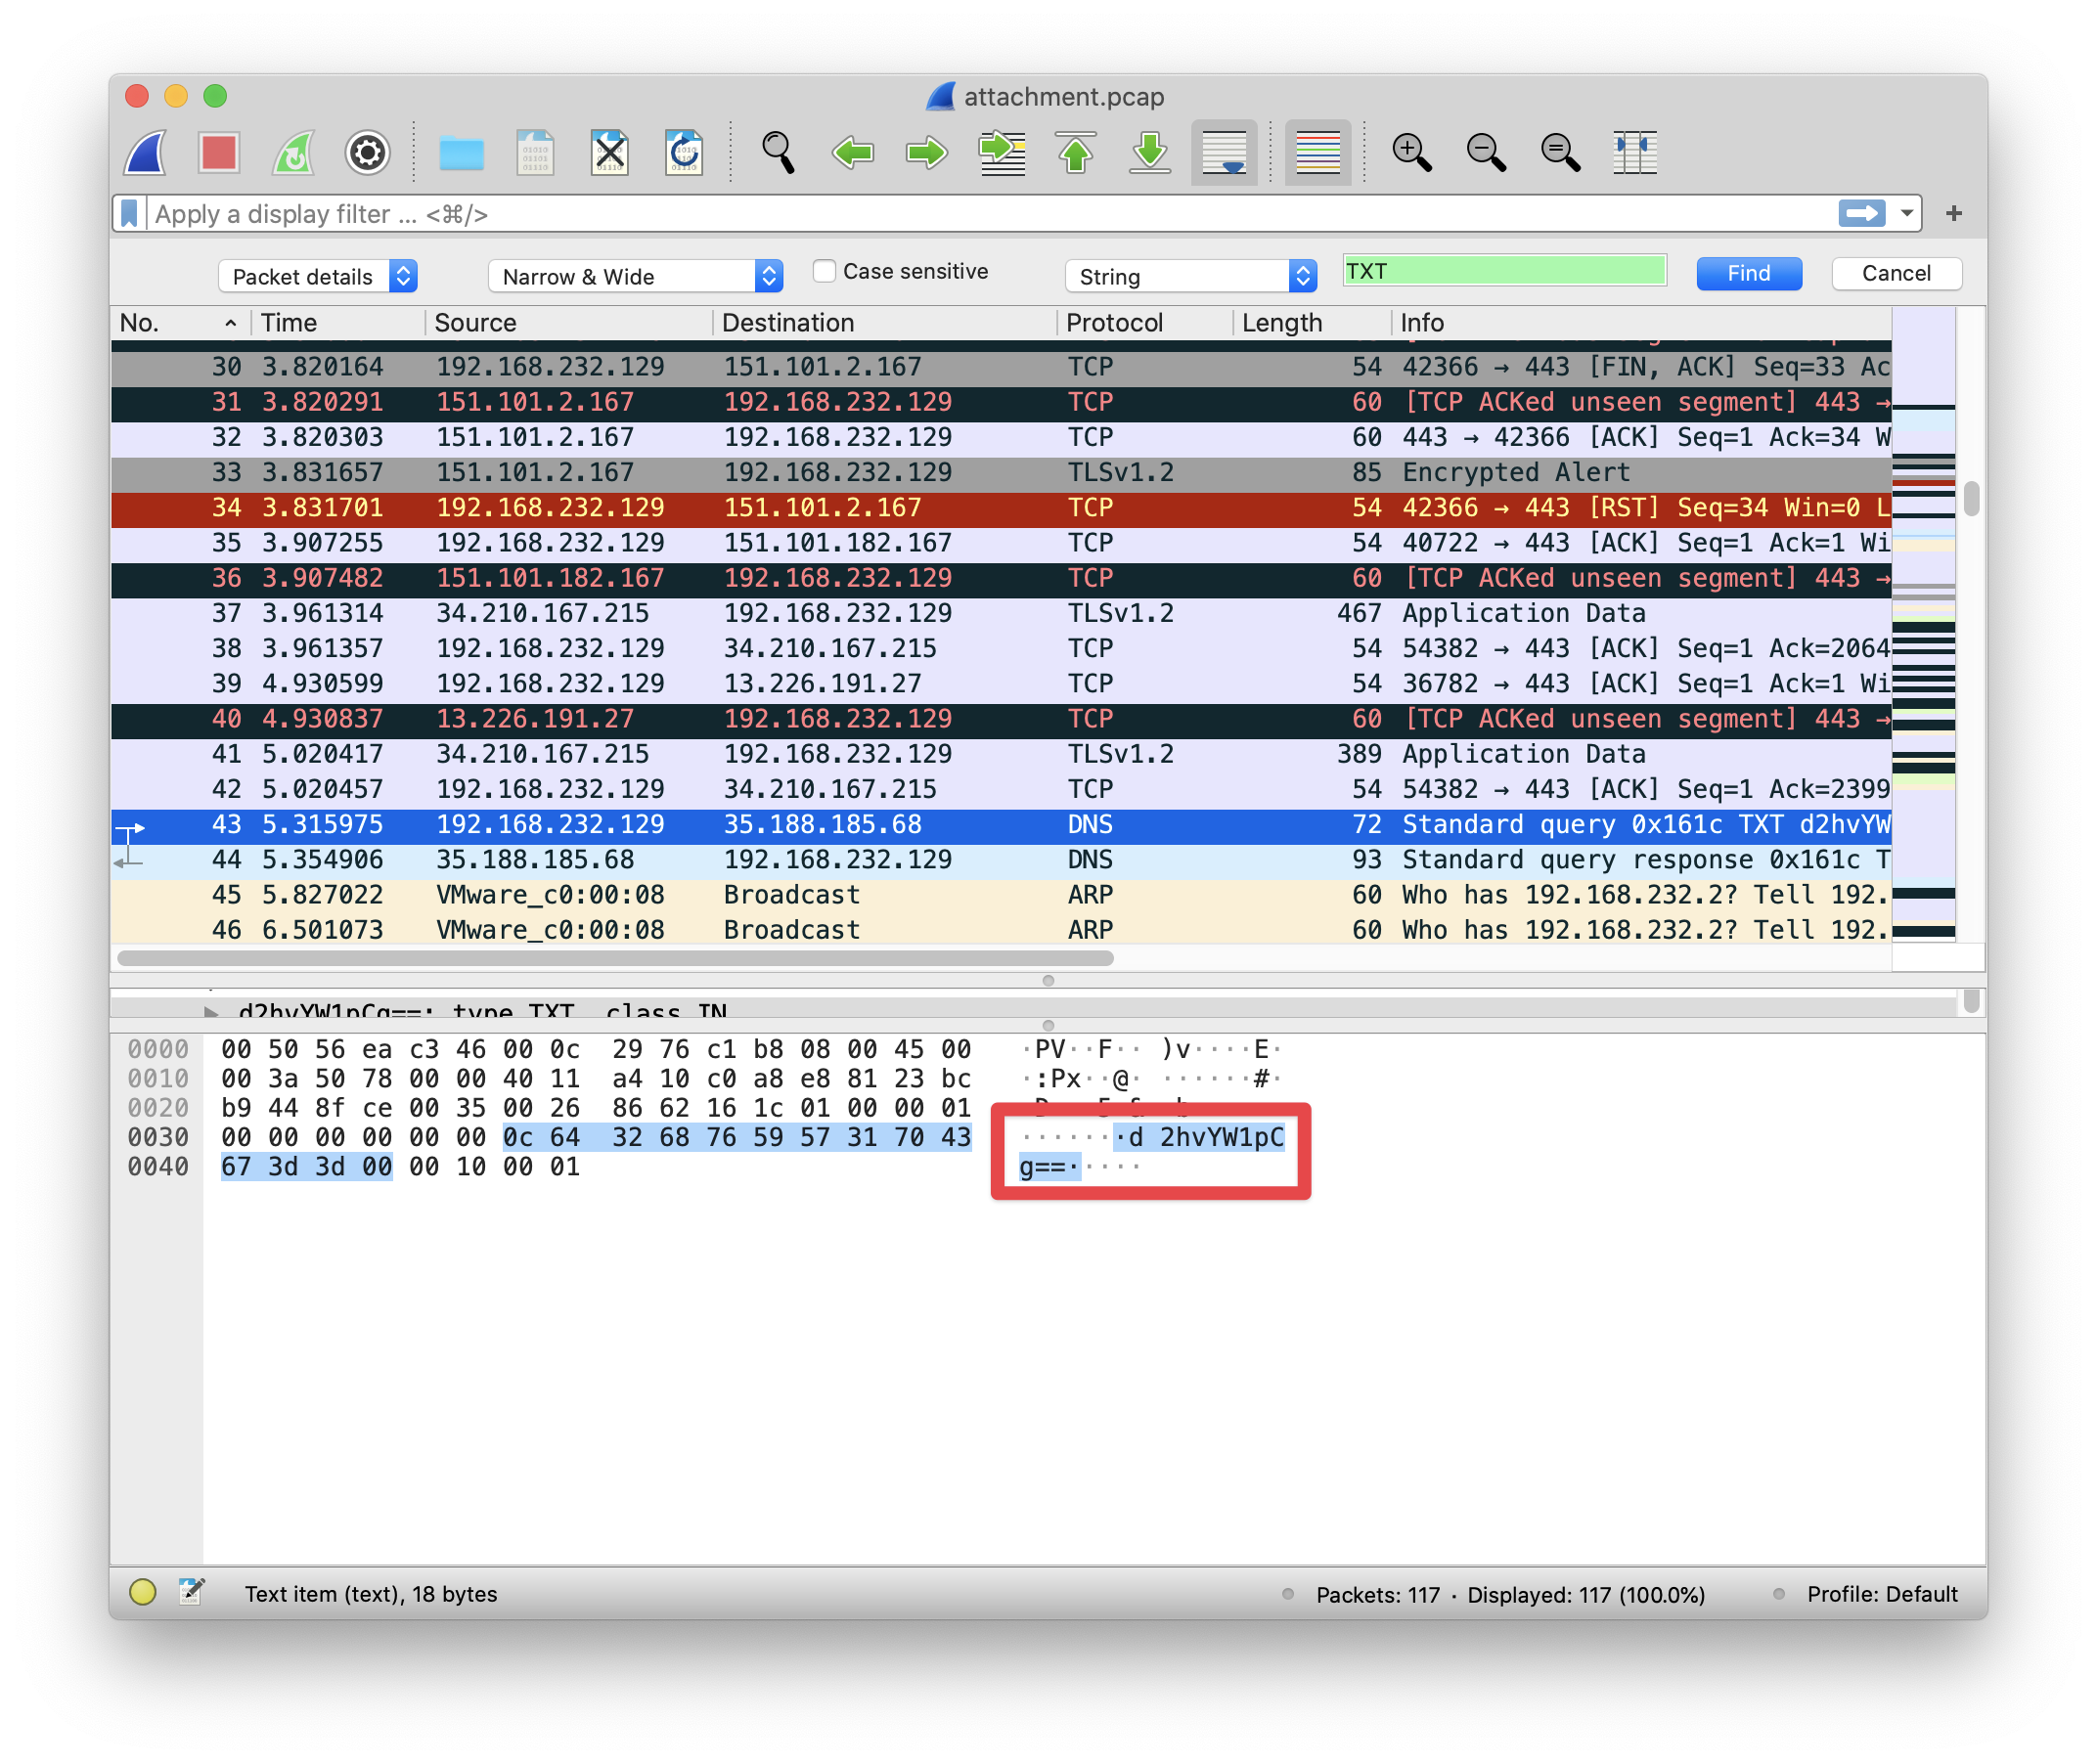 attachment.pcap
Apply a display filter ... <⌘/>
+
Packet details
Narrow & Wide
Case sensitive
String
TXT
Find
Cancel
No. Time Source Destination Protocol Length Info
30 3.820164 192.168.232.129 151.101.2.167 TCP 54 42366 → 443 [FIN, ACK] Seq=33 Ac
31 3.820291 151.101.2.167 192.168.232.129 TCP 60 [TCP ACKed unseen segment] 443 →
32 3.820303 151.101.2.167 192.168.232.129 TCP 60 443 → 42366 [ACK] Seq=1 Ack=34 W
33 3.831657 151.101.2.167 192.168.232.129 TLSv1.2 85 Encrypted Alert
34 3.831701 192.168.232.129 151.101.2.167 TCP 54 42366 → 443 [RST] Seq=34 Win=0 L
35 3.907255 192.168.232.129 151.101.182.167 TCP 54 40722 → 443 [ACK] Seq=1 Ack=1 Wi
36 3.907482 151.101.182.167 192.168.232.129 TCP 60 [TCP ACKed unseen segment] 443 →
37 3.961314 34.210.167.215 192.168.232.129 TLSv1.2 467 Application Data
38 3.961357 192.168.232.129 34.210.167.215 TCP 54 54382 → 443 [ACK] Seq=1 Ack=2064
39 4.930599 192.168.232.129 13.226.191.27 TCP 54 36782 → 443 [ACK] Seq=1 Ack=1 Wi
40 4.930837 13.226.191.27 192.168.232.129 TCP 60 [TCP ACKed unseen segment] 443 →
41 5.020417 34.210.167.215 192.168.232.129 TLSv1.2 389 Application Data
42 5.020457 192.168.232.129 34.210.167.215 TCP 54 54382 → 443 [ACK] Seq=1 Ack=2399
43 5.315975 192.168.232.129 35.188.185.68 DNS 72 Standard query 0x161c TXT d2hvYW
44 5.354906 35.188.185.68 192.168.232.129 DNS 93 Standard query response 0x161c T
45 5.827022 VMware_c0:00:08 Broadcast ARP 60 Who has 192.168.232.2? Tell 192.
46 6.501073 VMware_c0:00:08 Broadcast ARP 60 Who has 192.168.232.2? Tell 192.
d2hvYW1pCg==: type TXT, class IN
0000 00 50 56 ea c3 46 00 0c 29 76 c1 b8 08 00 45 00 ·PV··F·· )v····E·
0010 00 3a 50 78 00 00 40 11 a4 10 c0 a8 e8 81 23 bc ·:Px··@· ······#·
0020 b9 44 8f ce 00 35 00 26 86 62 16 1c 01 00 00 01
0030 00 00 00 00 00 00 0c 64 32 68 76 59 57 31 70 43 ·······d 2hvYW1pC
0040 67 3d 3d 00 00 10 00 01 g==·····
Text item (text), 18 bytes
Packets: 117 · Displayed: 117 (100.0%)
Profile: Default